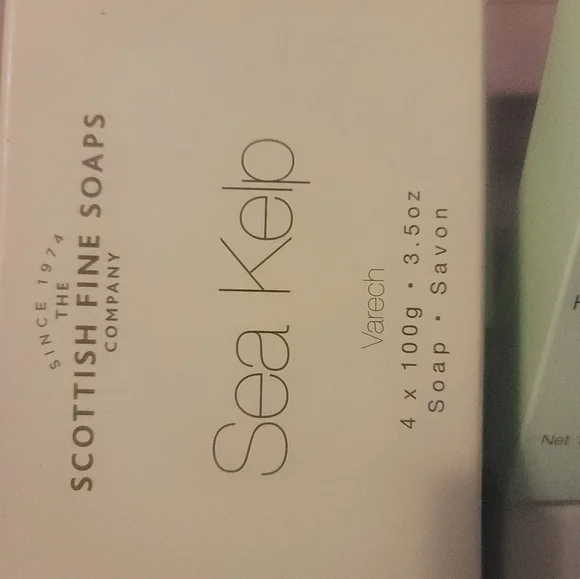 SINCE 1974
THE
SCOTTISH FINE SOAPS
COMPANY
Sea Kelp
Varech
4 x 100g • 3.5oz
Soap • Savon
Net